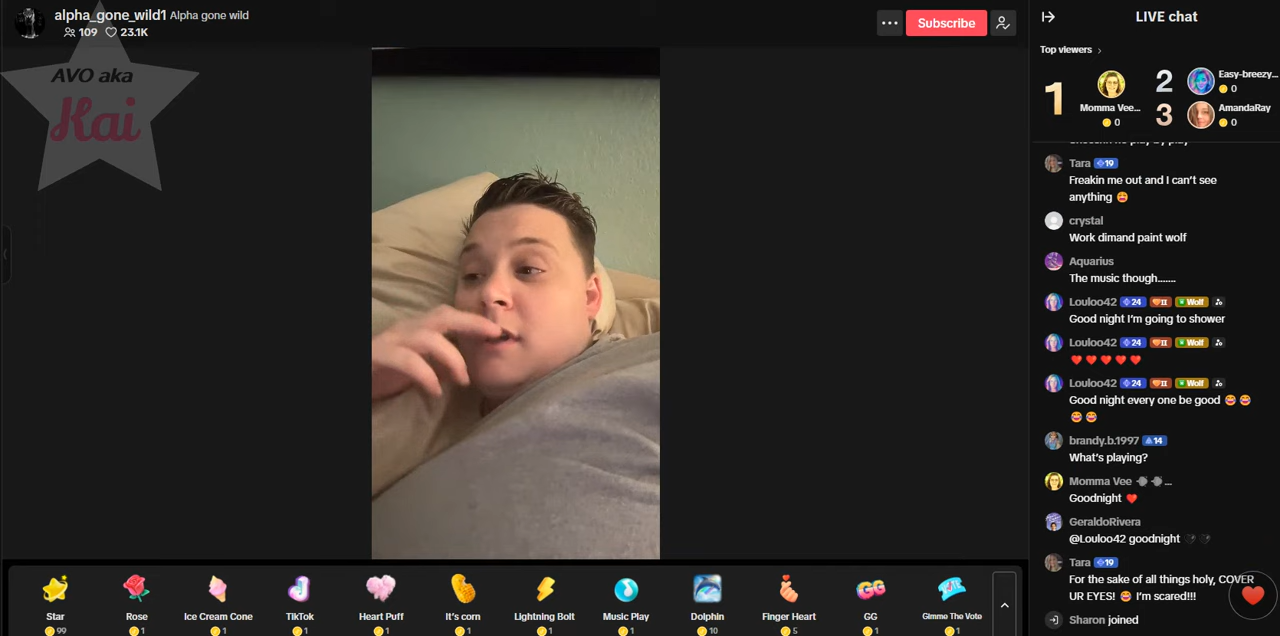 alpha_gone_wild1 Alpha gone wild
109 23.1K
Subscribe
AVO aka
Kai
LIVE chat
Top viewers
1
Momma Vee...
0
2
Easy-breezy...
0
3
AmandaRay
0
Tara 19
Freakin me out and I can't see
anything
crystal
Work dimand paint wolf
Aquarius
The music though.......
Louloo42 24 II Wolf
Good night I'm going to shower
Louloo42 24 II Wolf
Louloo42 24 II Wolf
Good night every one be good
brandy.b.1997 14
What's playing?
Momma Vee ...
Goodnight
GeraldoRivera
@Louloo42 goodnight
Tara 19
For the sake of all things holy, COVER
UR EYES! I'm scared!!!
Sharon joined
Star Rose Ice Cream Cone TikTok Heart Puff It's corn Lightning Bolt Music Play Dolphin Finger Heart GG Gimme The Vote
99 1 1 1 1 1 1 1 10 5 1 1